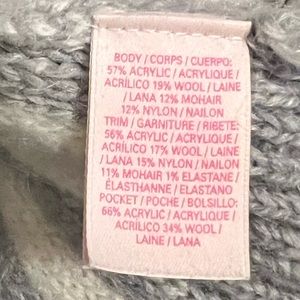 BODY / CORPS / CUERPO:
57% ACRYLIC / ACRYLIQUE /
ACRÍLICO 19% WOOL / LAINE
/ LANA 12% MOHAIR
12% NYLON / NAILON
TRIM / GARNITURE / RIBETE:
56% ACRYLIC / ACRYLIQUE /
ACRÍLICO 17% WOOL / LAINE
/ LANA 15% NYLON / NAILON
11% MOHAIR 1% ELASTANE /
ÉLASTHANNE / ELASTANO
POCKET / POCHE / BOLSILLO:
66% ACRYLIC / ACRYLIQUE /
ACRÍLICO 34% WOOL /
LAINE / LANA